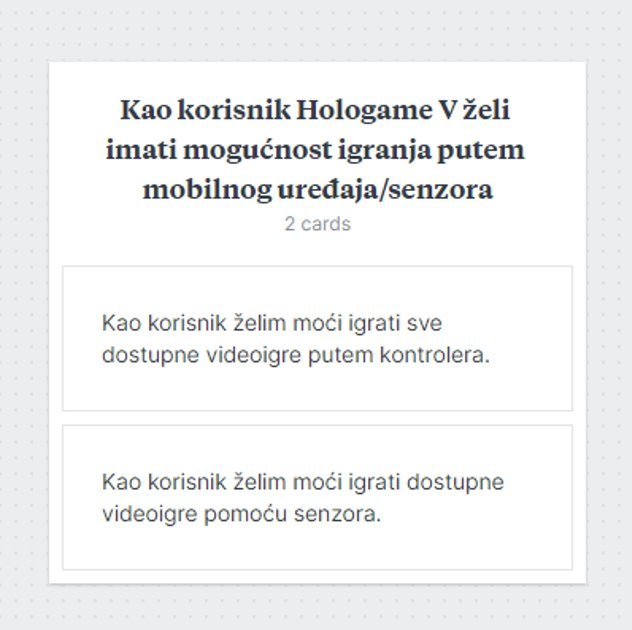 Kao korisnik Hologame V želi
imati mogućnost igranja putem
mobilnog uređaja/senzora
2 cards
Kao korisnik želim moći igrati sve
dostupne videoigre putem kontrolera.
Kao korisnik želim moći igrati dostupne
videoigre pomoću senzora.